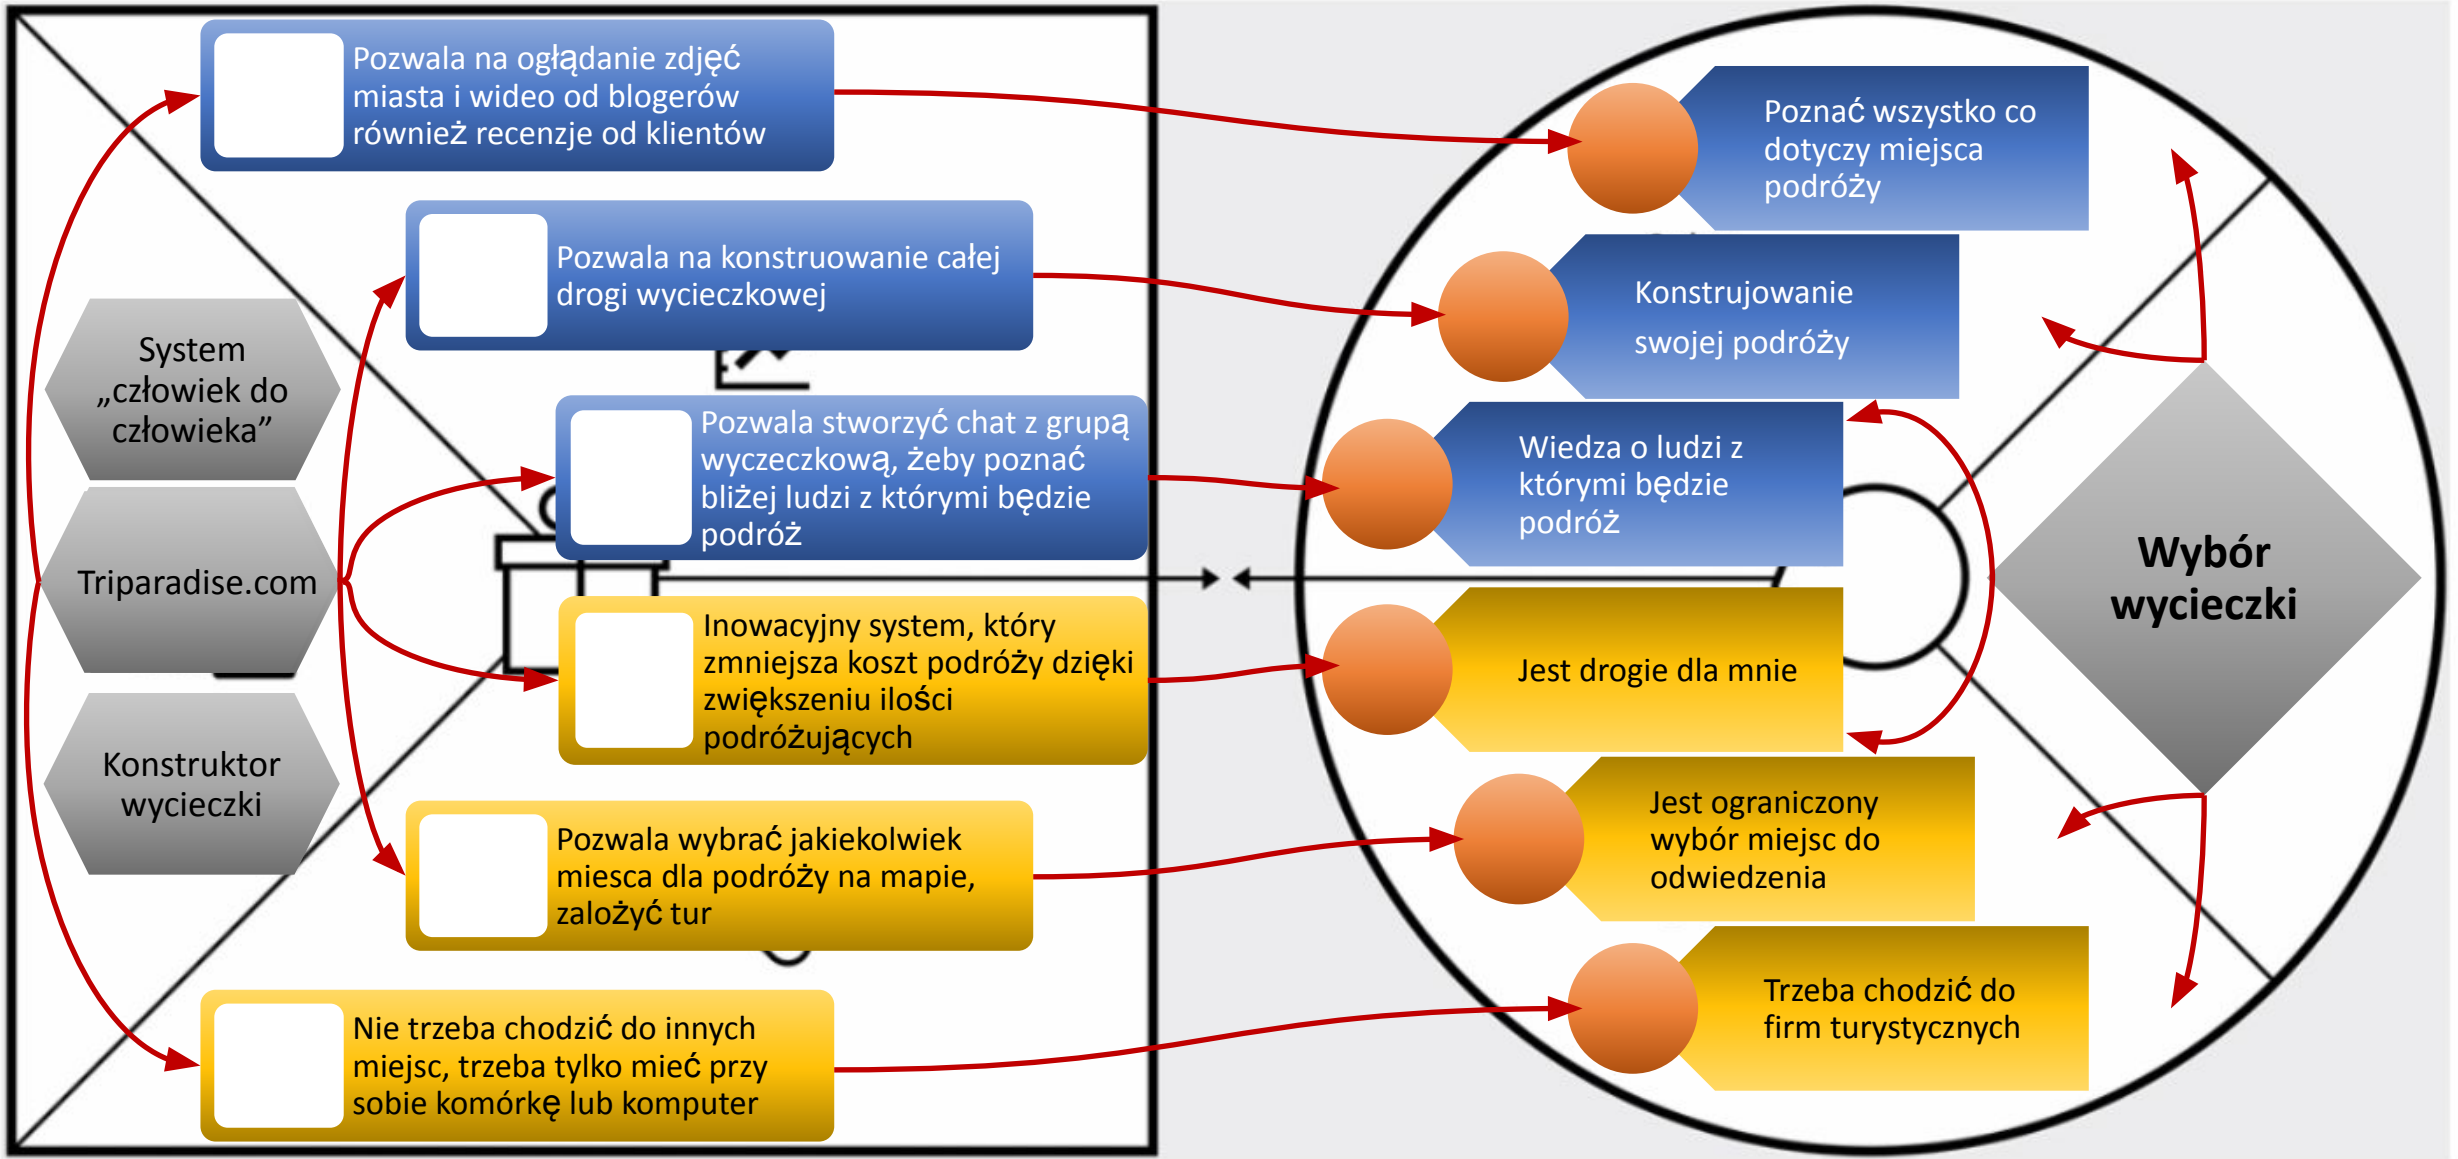 Pozwala na ogłądanie zdjęć
miasta i wideo od blogerów
również recenzje od klientów
Pozwala na konstruowanie całej
drogi wycieczkowej
System
„człowiek do
człowieka”
Pozwala stworzyć chat z grupą
wyczeczkową, żeby poznać
bliżej ludzi z którymi będzie
podróż
Triparadise.com
Inowacyjny system, który
zmniejsza koszt podróży dzięki
zwiększeniu ilości
podróżujących
Konstruktor
wycieczki
Pozwala wybrać jakiekolwiek
miesca dla podróży na mapie,
założyć tur
Nie trzeba chodzić do innych
miejsc, trzeba tylko mieć przy
sobie komórkę lub komputer
Poznać wszystko co
dotyczy miejsca
podróży
Konstrujowanie
swojej podróży
Wiedza o ludzi z
którymi będzie
podróż
Wybór
wycieczki
Jest drogie dla mnie
Jest ograniczony
wybór miejsc do
odwiedzenia
Trzeba chodzić do
firm turystycznych